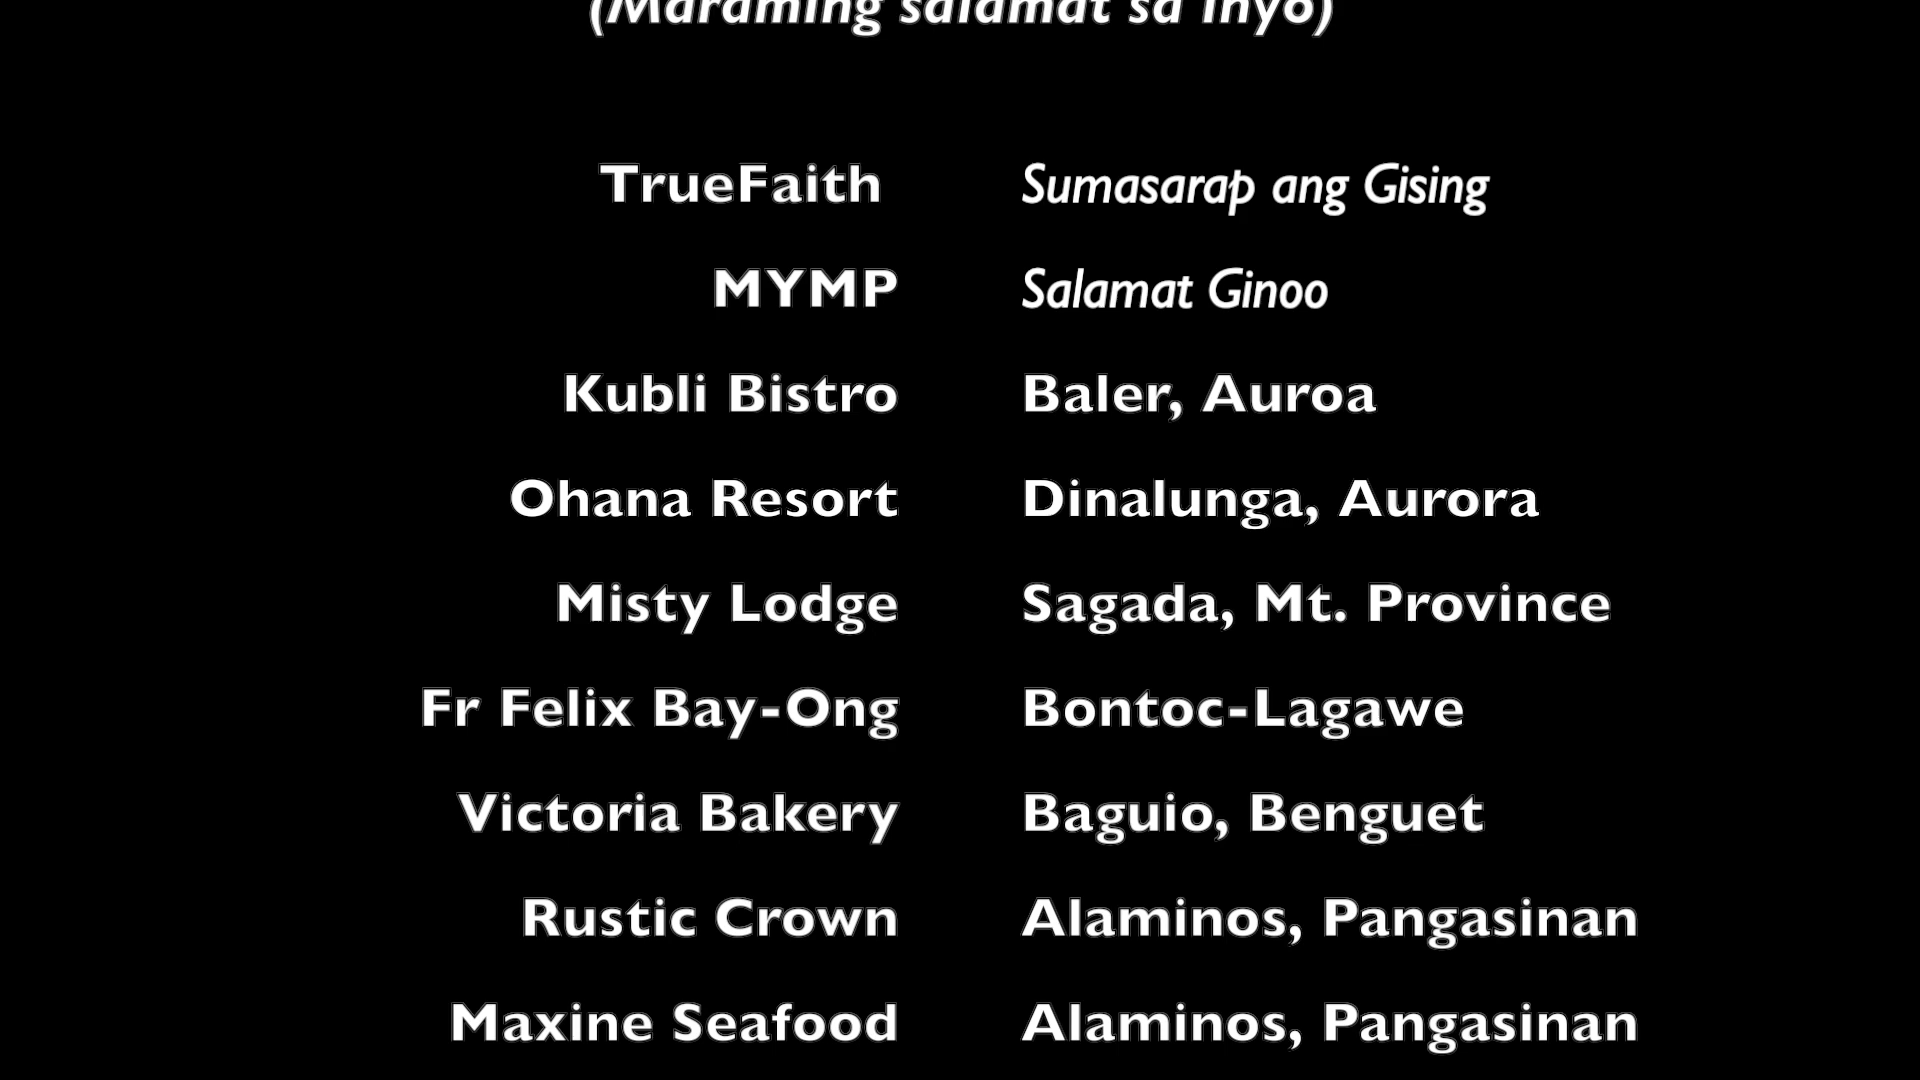 (Maraming salamat sa inyo)
TrueFaith Sumasarap ang Gising
MYMP Salamat Ginoo
Kubli Bistro Baler, Auroa
Ohana Resort Dinalunga, Aurora
Misty Lodge Sagada, Mt. Province
Fr Felix Bay-Ong Bontoc-Lagawe
Victoria Bakery Baguio, Benguet
Rustic Crown Alaminos, Pangasinan
Maxine Seafood Alaminos, Pangasinan